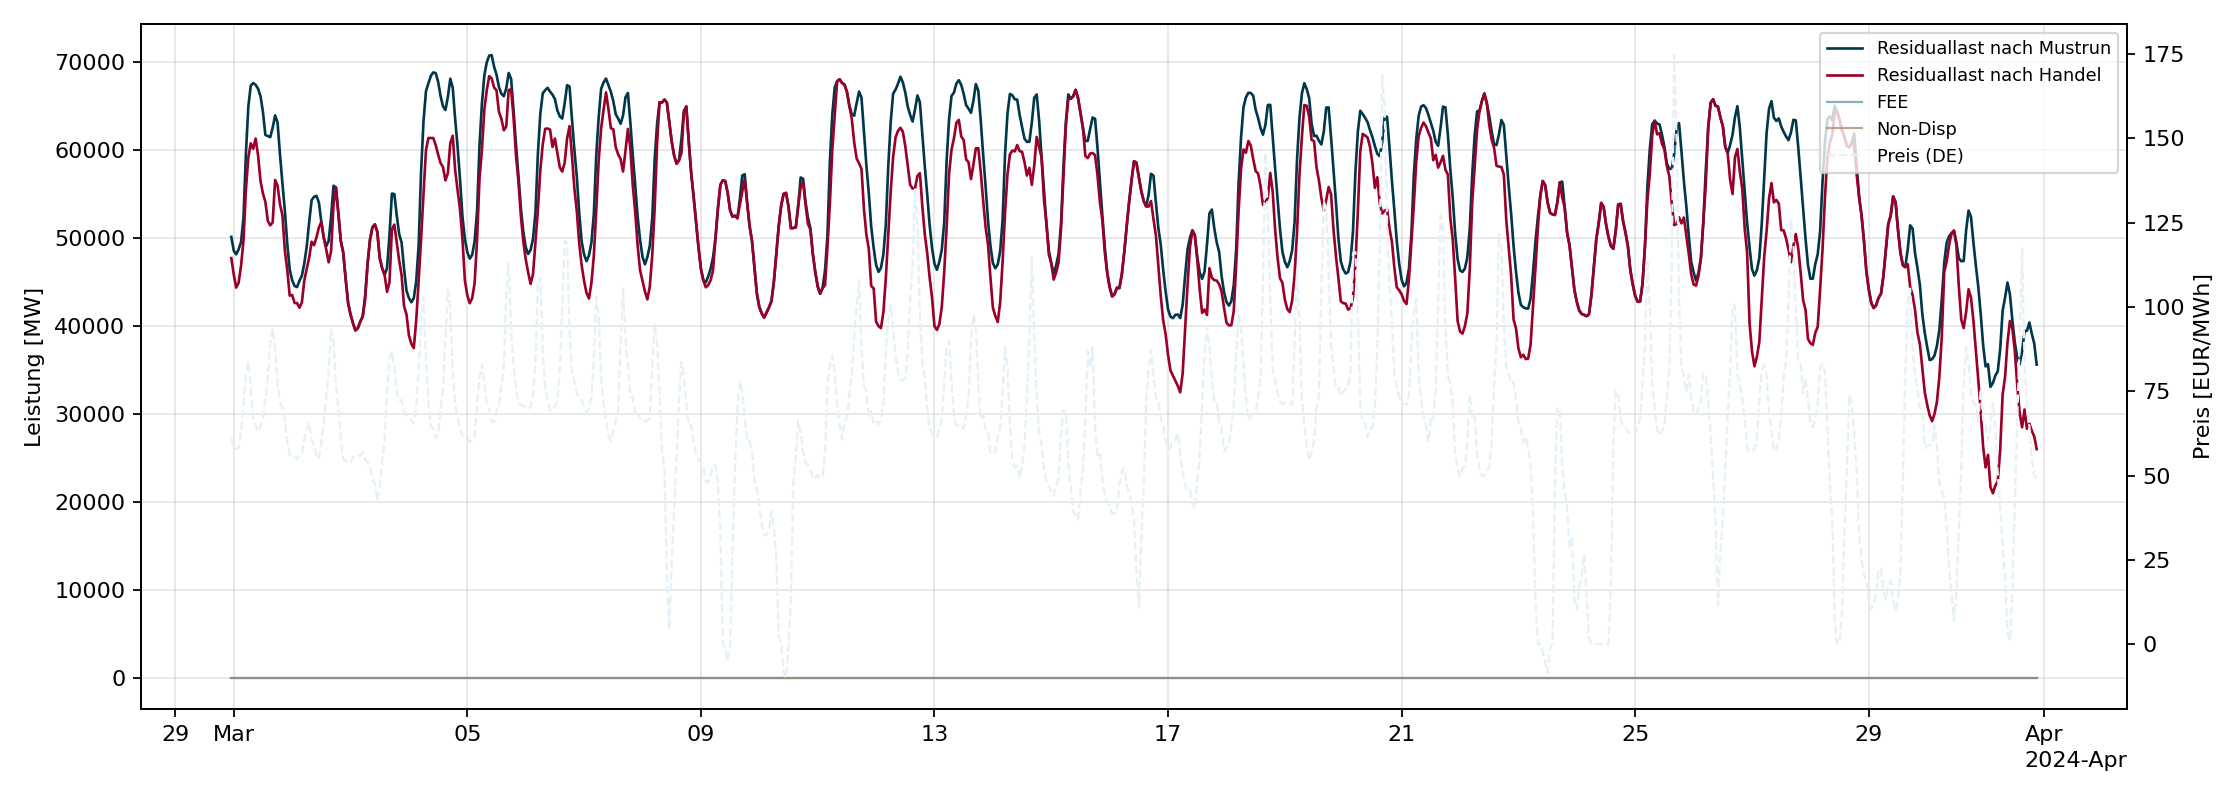 Leistung [MW]
70000
60000
50000
40000
30000
20000
10000
0
29 Mar 05 09 13 17 21 25 29 Apr
2024-Apr
Preis [EUR/MWh]
175
150
125
100
75
50
25
0
Residuallast nach Mustrun
Residuallast nach Handel
FEE
Non-Disp
Preis (DE)